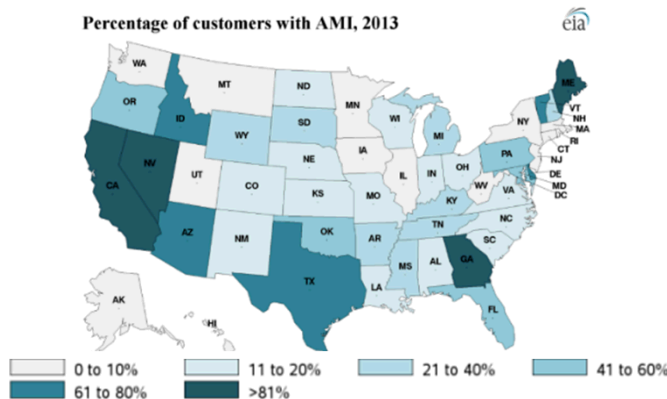 Percentage of customers with AMI, 2013
eia
WA
MT
ND
MN
ME
OR
ID
SD
WI
MI
NY
VT
NH
MA
RI
CT
WY
IA
NE
PA
NJ
NV
UT
IL
IN
OH
DE
MD
DC
CA
CO
KS
MO
WV
VA
KY
NC
AZ
NM
OK
AR
TN
SC
TX
LA
MS
AL
GA
FL
AK
HI
0 to 10%
11 to 20%
21 to 40%
41 to 60%
61 to 80%
>81%